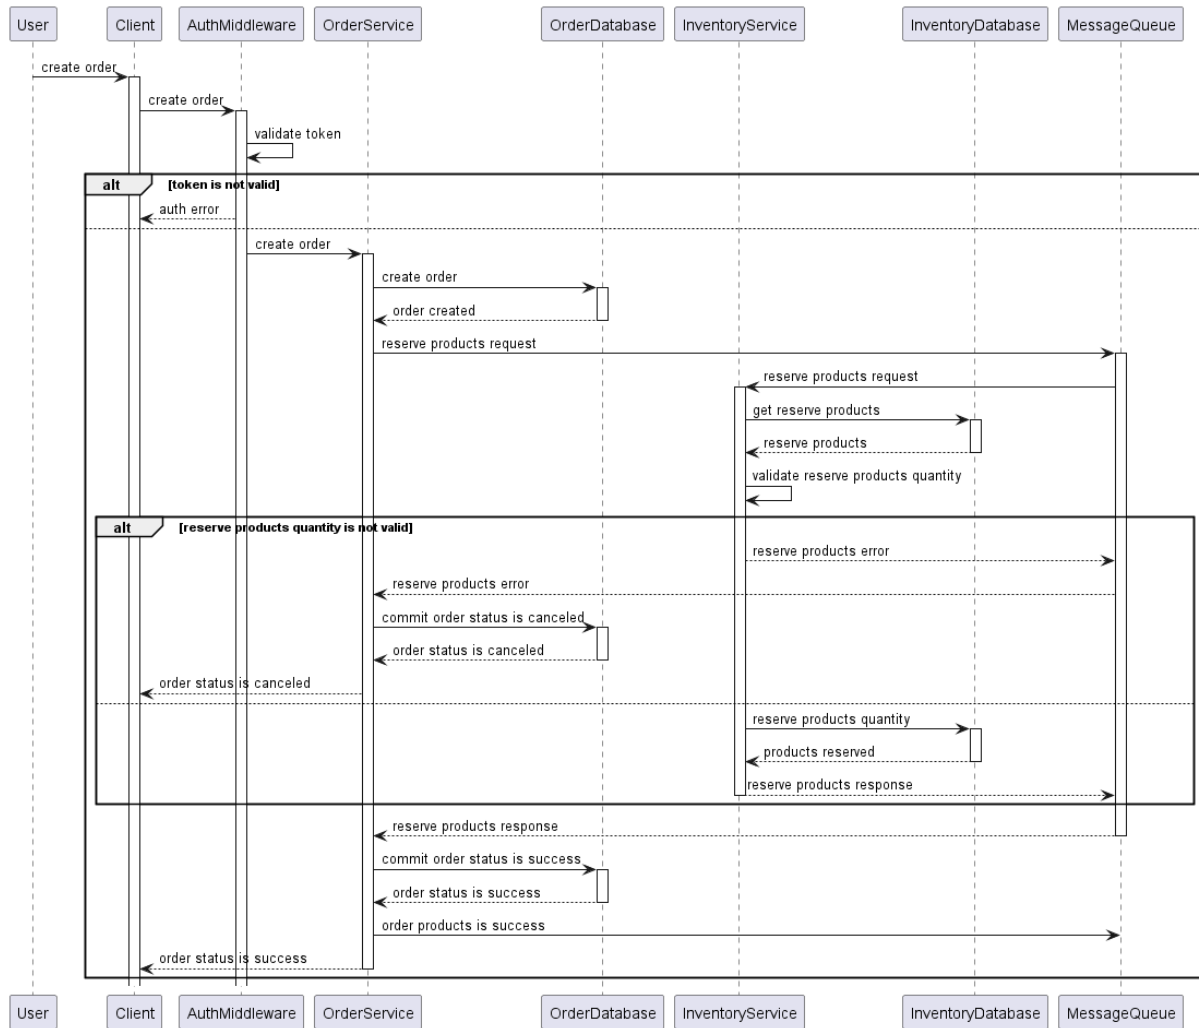 User Client AuthMiddleware OrderService OrderDatabase InventoryService InventoryDatabase MessageQueue
create order
create order
validate token
alt [token is not valid]
auth error
create order
create order
order created
reserve products request
reserve products request
get reserve products
reserve products
validate reserve products quantity
alt [reserve products quantity is not valid]
reserve products error
reserve products error
commit order status is canceled
order status is canceled
order status is canceled
reserve products quantity
products reserved
reserve products response
reserve products response
commit order status is success
order status is success
order products is success
order status is success
User Client AuthMiddleware OrderService OrderDatabase InventoryService InventoryDatabase MessageQueue